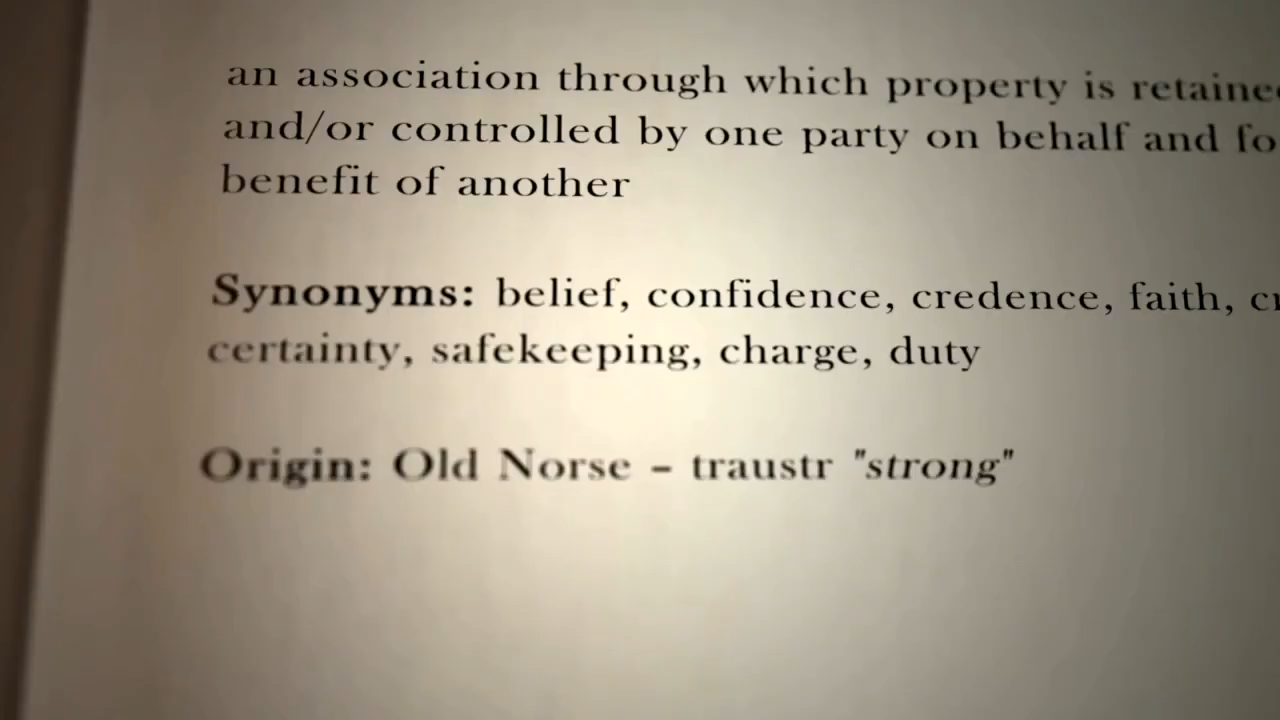 an association through which property is retained
and/or controlled by one party on behalf and
benefit of another
Synonyms: belief, confidence, credence, faith,
certainty, safekeeping, charge, duty
Origin: Old Norse – traustr "strong"